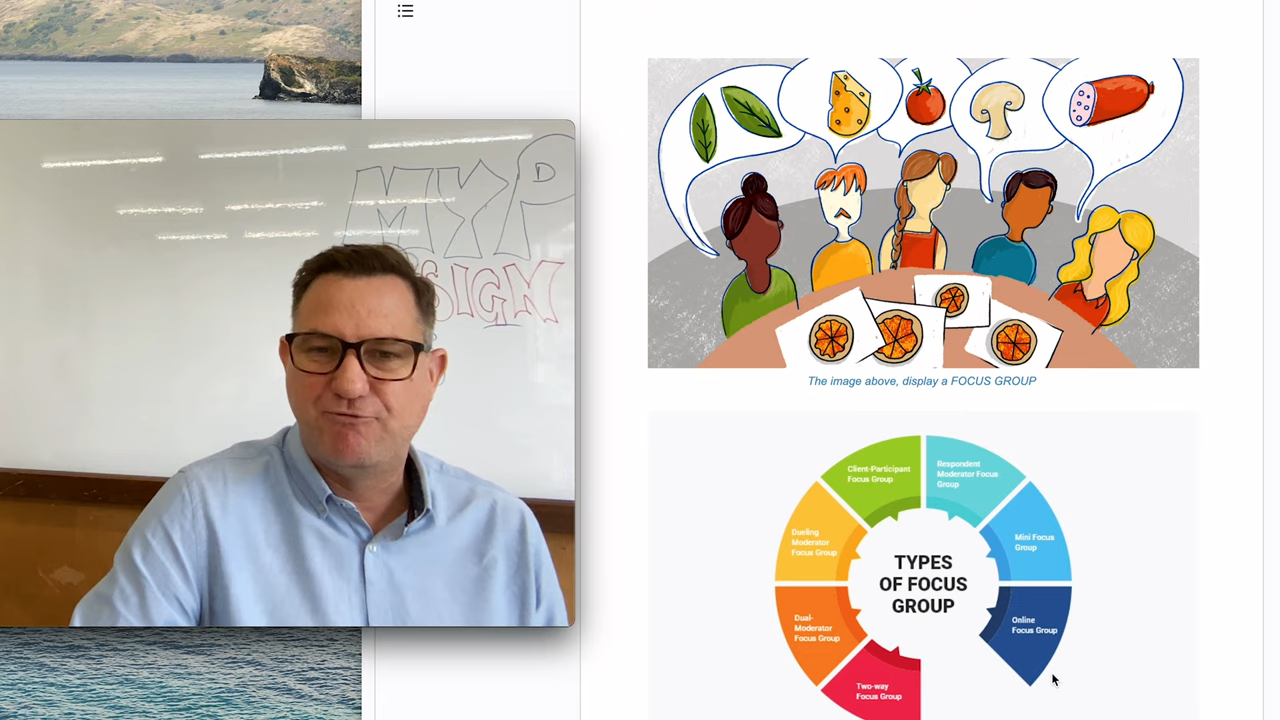 MYP
SIGN
The image above, display a FOCUS GROUP
Client-Participant
Focus Group
Respondent
Moderator Focus
Group
Dueling
Moderator
Focus Group
Mini Focus
Group
TYPES
OF FOCUS
GROUP
Dual-
Moderator
Focus Group
Online
Focus Group
Two-way
Focus Group